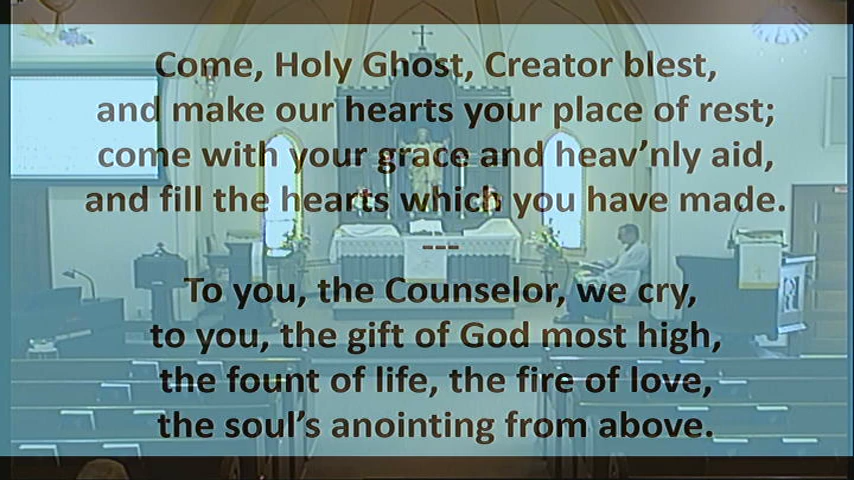 Come, Holy Ghost, Creator blest,
and make our hearts your place of rest;
come with your grace and heav’nly aid,
and fill the hearts which you have made.
---
To you, the Counselor, we cry,
to you, the gift of God most high,
the fount of life, the fire of love,
the soul’s anointing from above.